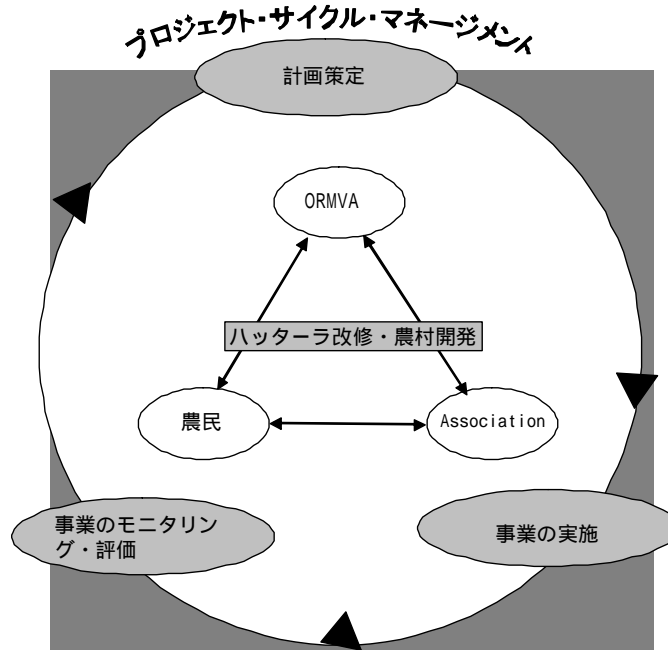 プロジェクト・サイクル・マネージメント
計画策定
ORMVA
ハッターラ改修・農村開発
農民
Association
事業のモニタリン
グ・評価
事業の実施